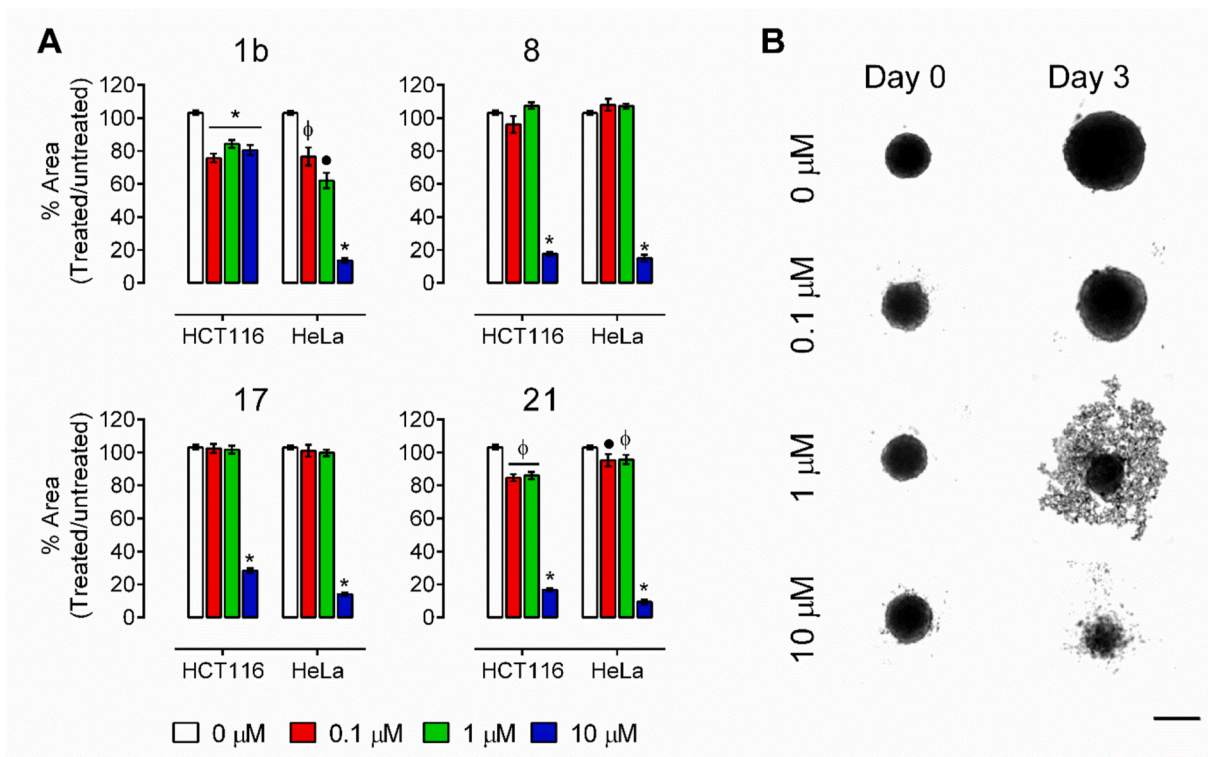 A
B
1b
8
% Area
(Treated/untreated)
120
100
80
60
40
20
0
*
ϕ
●
*
HCT116
HeLa
120
100
80
60
40
20
0
*
*
HCT116
HeLa
17
21
% Area
(Treated/untreated)
120
100
80
60
40
20
0
*
*
HCT116
HeLa
120
100
80
60
40
20
0
ϕ
*
●
ϕ
*
HCT116
HeLa
0 μM
0.1 μM
1 μM
10 μM
Day 0
Day 3
0 μM
0.1 μM
1 μM
10 μM